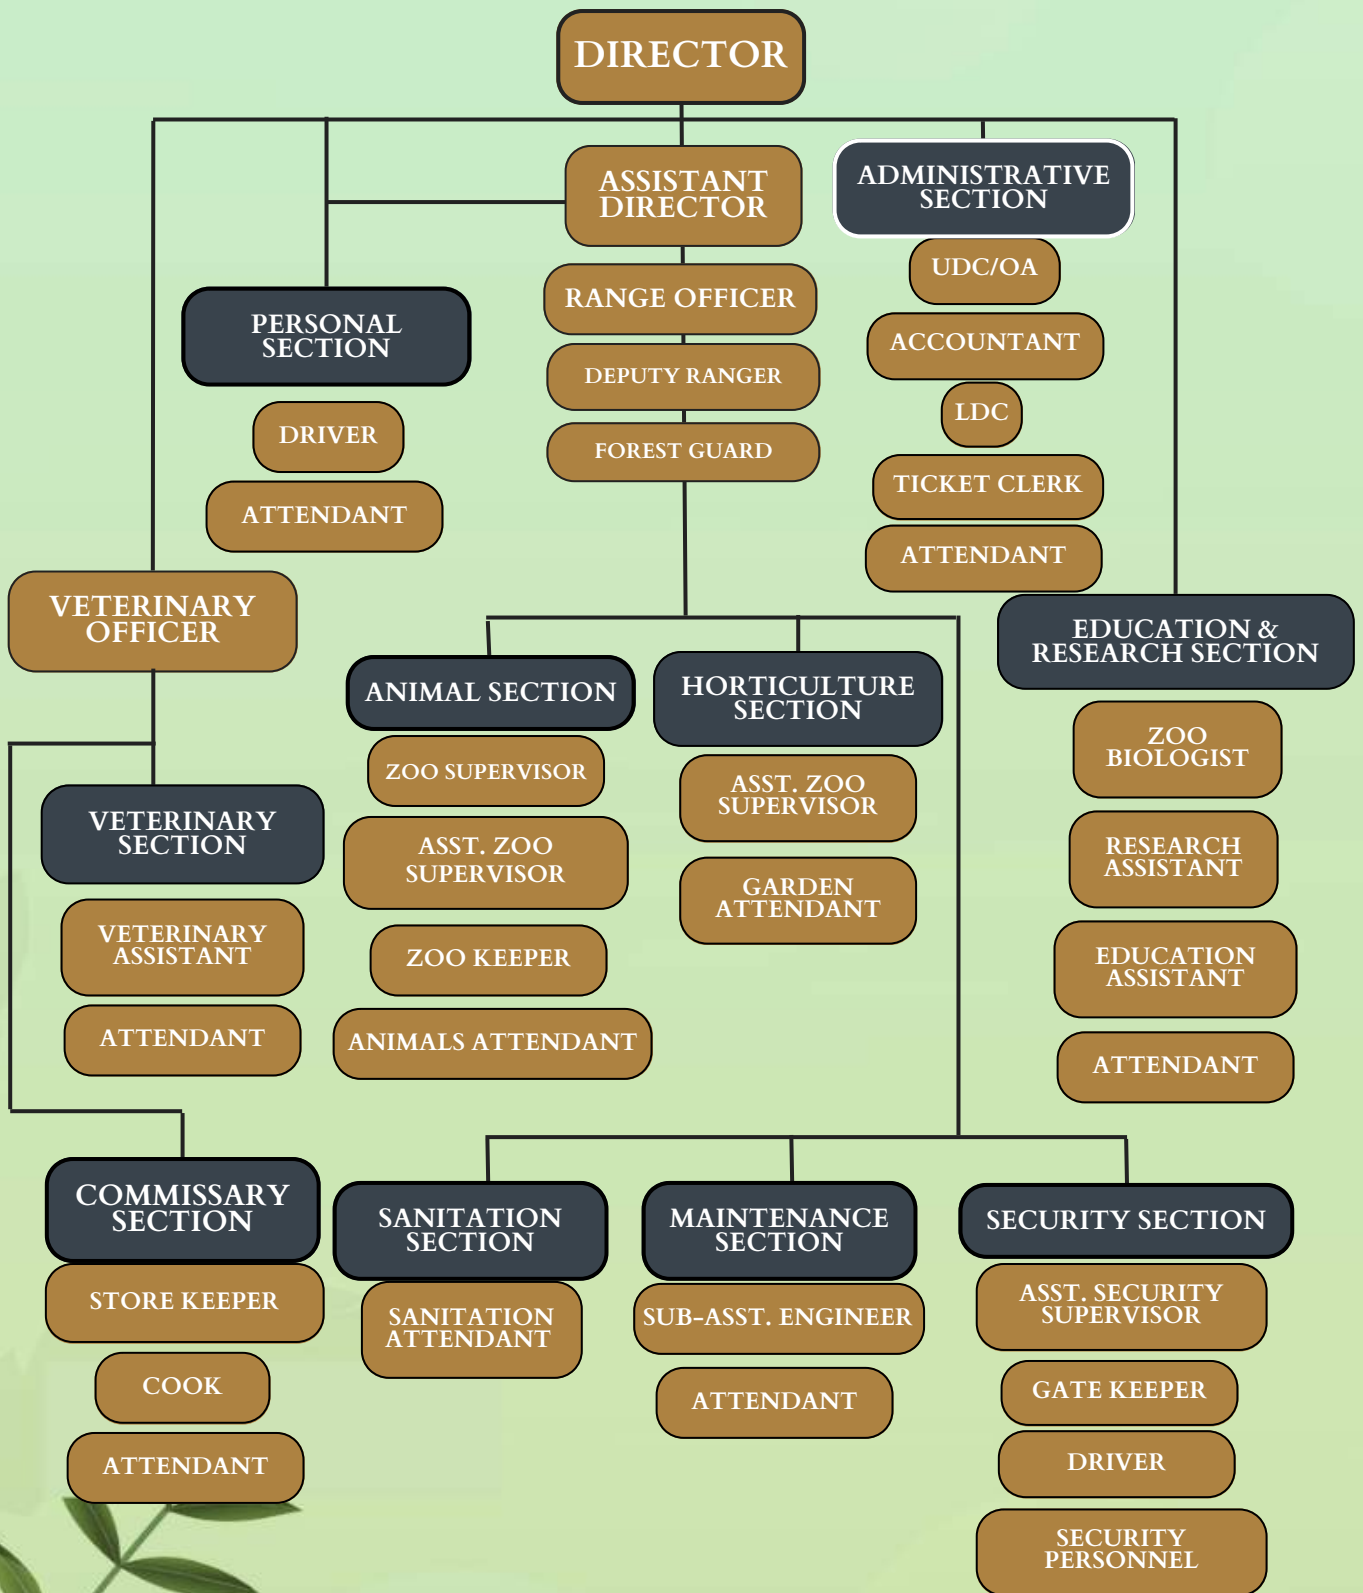 DIRECTOR
ASSISTANT
DIRECTOR
ADMINISTRATIVE
SECTION
UDC/OA
ACCOUNTANT
LDC
TICKET CLERK
ATTENDANT
RANGE OFFICER
DEPUTY RANGER
FOREST GUARD
PERSONAL
SECTION
DRIVER
ATTENDANT
VETERINARY
OFFICER
EDUCATION &
RESEARCH SECTION
ZOO
BIOLOGIST
RESEARCH
ASSISTANT
EDUCATION
ASSISTANT
ATTENDANT
ANIMAL SECTION
ZOO SUPERVISOR
ASST. ZOO
SUPERVISOR
ZOO KEEPER
ANIMALS ATTENDANT
HORTICULTURE
SECTION
ASST. ZOO
SUPERVISOR
GARDEN
ATTENDANT
VETERINARY
SECTION
VETERINARY
ASSISTANT
ATTENDANT
COMMISSARY
SECTION
STORE KEEPER
COOK
ATTENDANT
SANITATION
SECTION
SANITATION
ATTENDANT
MAINTENANCE
SECTION
SUB-ASST. ENGINEER
ATTENDANT
SECURITY SECTION
ASST. SECURITY
SUPERVISOR
GATE KEEPER
DRIVER
SECURITY
PERSONNEL